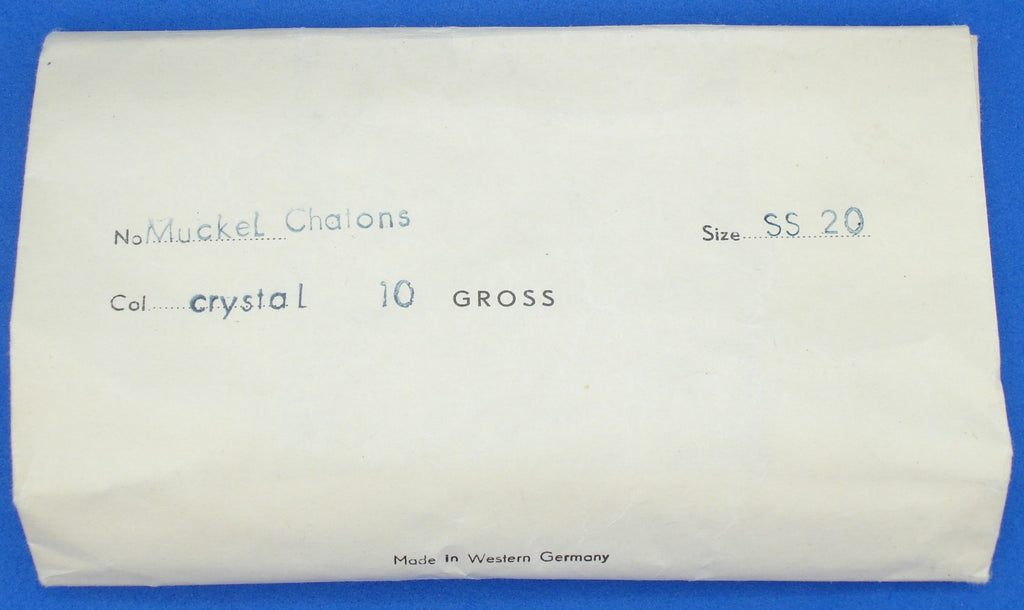 No Muckel Chatons Size SS 20
Col crystal 10 GROSS
Made in Western Germany